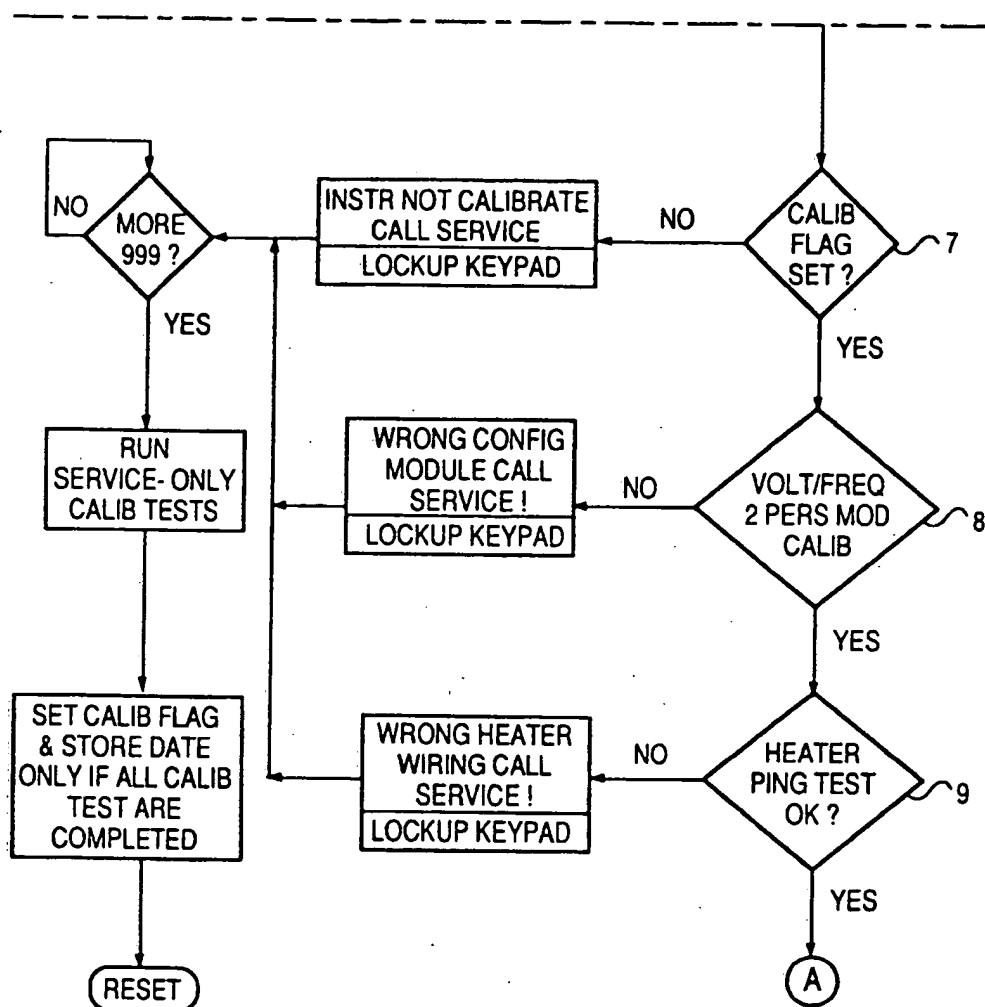 NO
MORE
999 ?
YES
INSTR NOT CALIBRATE
CALL SERVICE
LOCKUP KEYPAD
NO
CALIB
FLAG
SET ?
7
YES
RUN
SERVICE- ONLY
CALIB TESTS
WRONG CONFIG
MODULE CALL
SERVICE !
LOCKUP KEYPAD
NO
VOLT/FREQ
2 PERS MOD
CALIB
8
YES
SET CALIB FLAG
& STORE DATE
ONLY IF ALL CALIB
TEST ARE
COMPLETED
WRONG HEATER
WIRING CALL
SERVICE !
LOCKUP KEYPAD
NO
HEATER
PING TEST
OK ?
9
YES
RESET
A